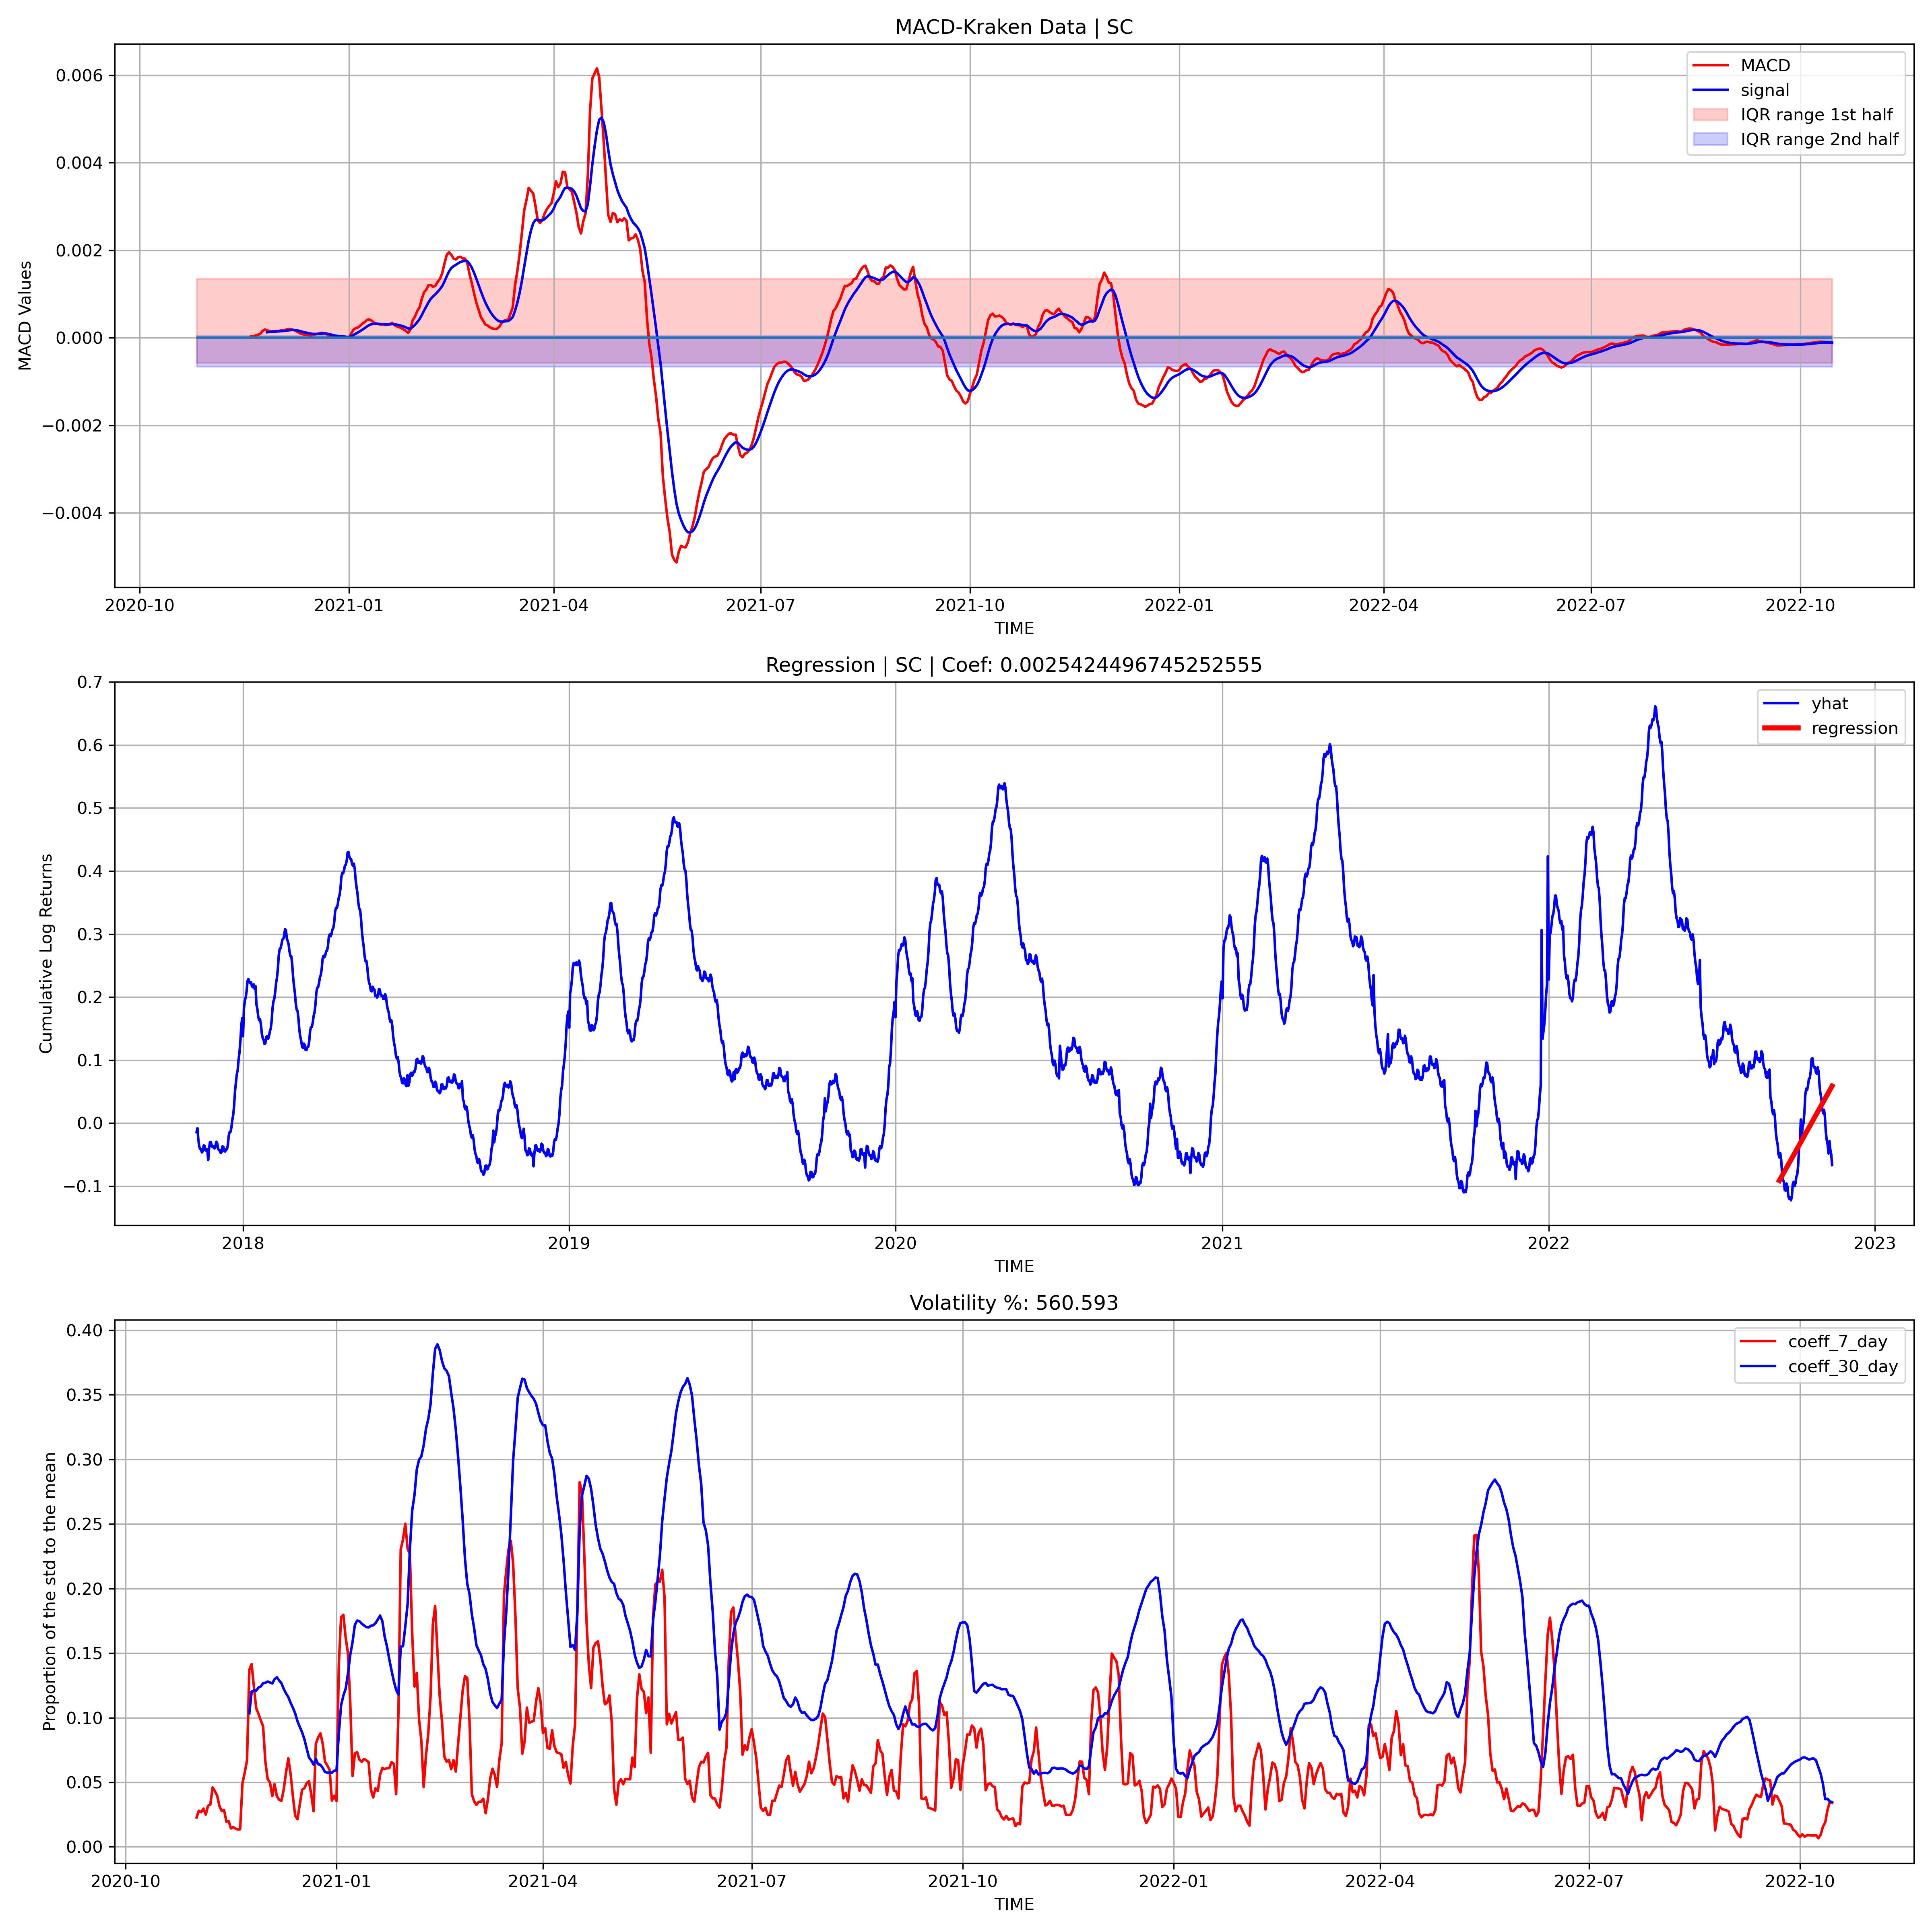 MACD-Kraken Data | SC
MACD
signal
IQR range 1st half
IQR range 2nd half
MACD Values
0.006
0.004
0.002
0.000
−0.002
−0.004
2020-10 2021-01 2021-04 2021-07 2021-10 2022-01 2022-04 2022-07 2022-10
TIME
Regression | SC | Coef: 0.0025424496745252555
yhat
regression
Cumulative Log Returns
0.7
0.6
0.5
0.4
0.3
0.2
0.1
0.0
−0.1
2018 2019 2020 2021 2022 2023
TIME
Volatility %: 560.593
coeff_7_day
coeff_30_day
Proportion of the std to the mean
0.40
0.35
0.30
0.25
0.20
0.15
0.10
0.05
0.00
2020-10 2021-01 2021-04 2021-07 2021-10 2022-01 2022-04 2022-07 2022-10
TIME